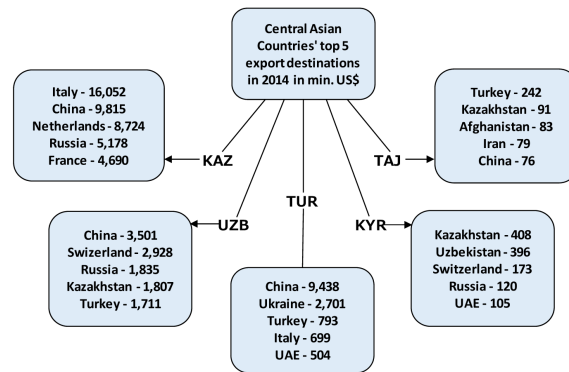 Central Asian
Countries' top 5
export destinations
in 2014 in min. US$
Italy - 16,052
China - 9,815
Netherlands - 8,724
Russia - 5,178
France - 4,690
Turkey - 242
Kazakhstan - 91
Afghanistan - 83
Iran - 79
China - 76
KAZ
TAJ
UZB
TUR
KYR
China - 3,501
Swizerland - 2,928
Russia - 1,835
Kazakhstan - 1,807
Turkey - 1,711
China - 9,438
Ukraine - 2,701
Turkey - 793
Italy - 699
UAE - 504
Kazakhstan - 408
Uzbekistan - 396
Switzerland - 173
Russia - 120
UAE - 105